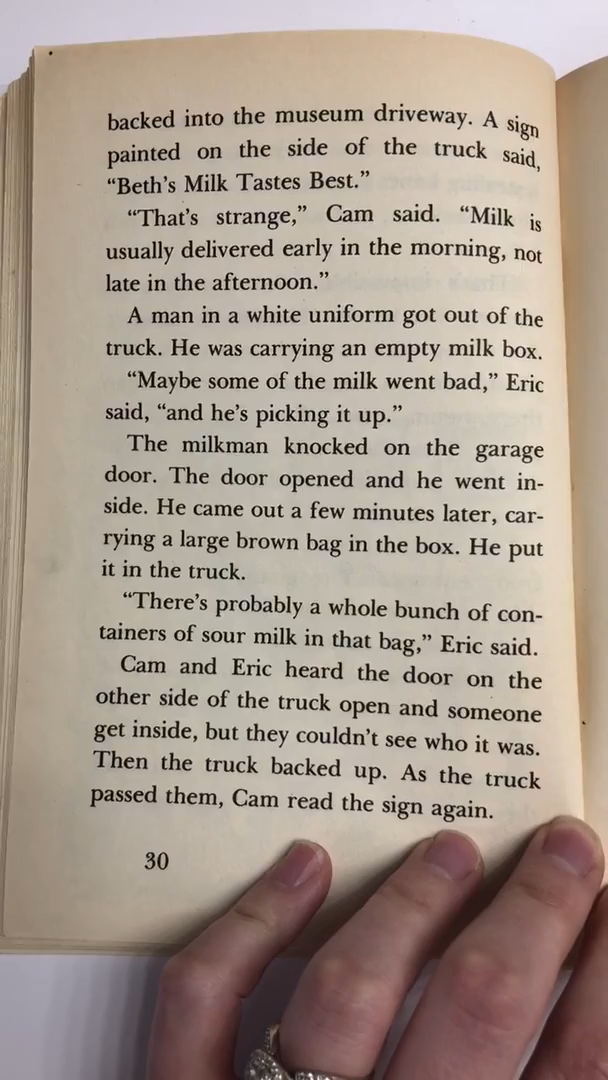 backed into the museum driveway. A sign
painted on the side of the truck said,
“Beth’s Milk Tastes Best.”
“That’s strange,” Cam said. “Milk is
usually delivered early in the morning, not
late in the afternoon.”
A man in a white uniform got out of the
truck. He was carrying an empty milk box.
“Maybe some of the milk went bad,” Eric
said, “and he’s picking it up.”
The milkman knocked on the garage
door. The door opened and he went in-
side. He came out a few minutes later, car-
rying a large brown bag in the box. He put
it in the truck.
“There’s probably a whole bunch of con-
tainers of sour milk in that bag,” Eric said.
Cam and Eric heard the door on the
other side of the truck open and someone
get inside, but they couldn’t see who it was.
Then the truck backed up. As the truck
passed them, Cam read the sign again.
30